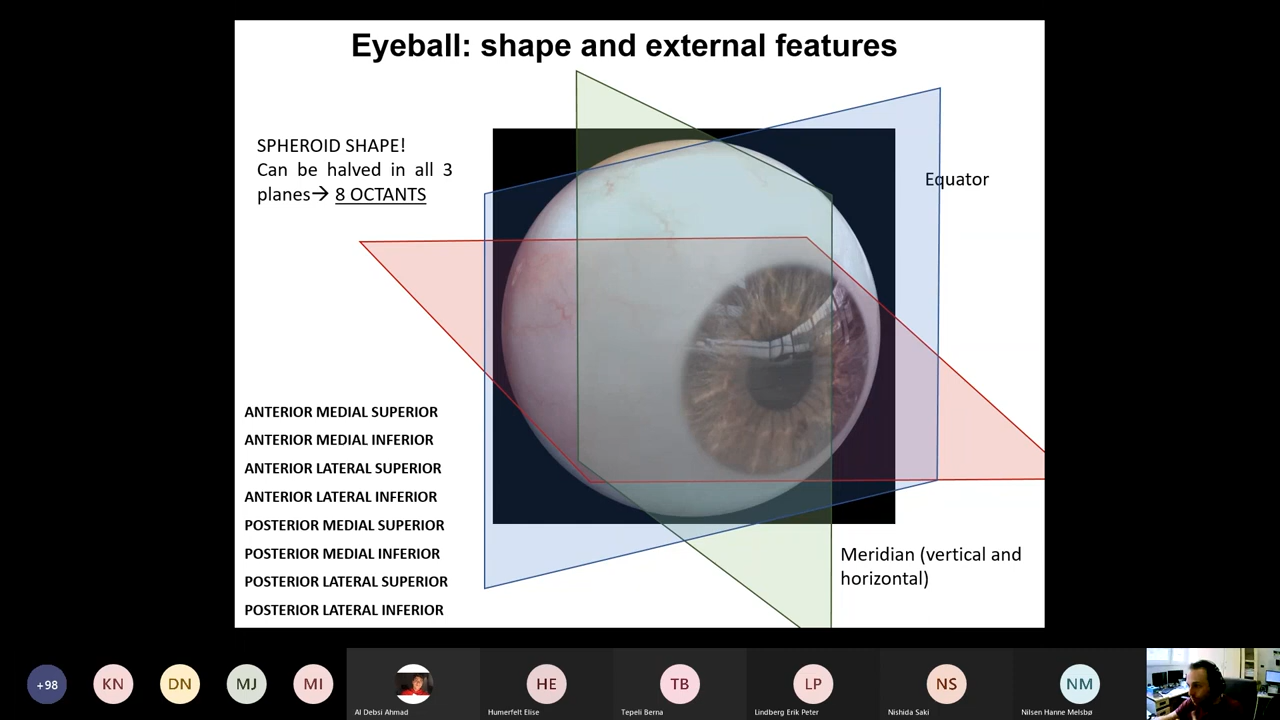 Eyeball: shape and external features
SPHEROID SHAPE!
Can be halved in all 3
planes→ 8 OCTANTS
Equator
ANTERIOR MEDIAL SUPERIOR
ANTERIOR MEDIAL INFERIOR
ANTERIOR LATERAL SUPERIOR
ANTERIOR LATERAL INFERIOR
POSTERIOR MEDIAL SUPERIOR
POSTERIOR MEDIAL INFERIOR
POSTERIOR LATERAL SUPERIOR
POSTERIOR LATERAL INFERIOR
Meridian (vertical and
horizontal)
+98 KN DN MJ MI HE TB LP NS NM
Al Debsi Ahmad Humerfelt Elise Tepeli Berna Lindberg Erik Peter Nishida Saki Nilsen Hanne Melsbø